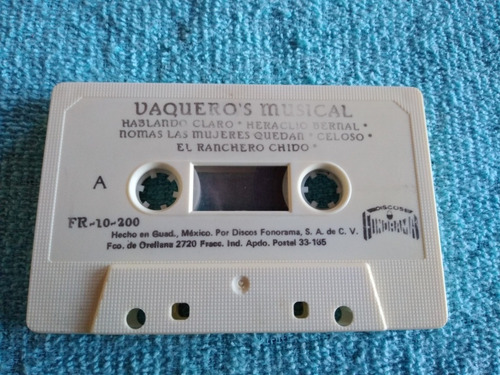 VAQUERO'S MUSICAL
HABLANDO CLARO * HERACLIO BERNAL *
NOMAS LAS MUJERES QUEDAN * CELOSO *
EL RANCHERO CHIDO *
A
FR-10-200
DISCOS
FONORAMA
Hecho en Guad., México. Por Discos Fonorama, S. A. de C. V.
Fco. de Orellana 2720 Fracc. Ind. Apdo. Postal 33-185